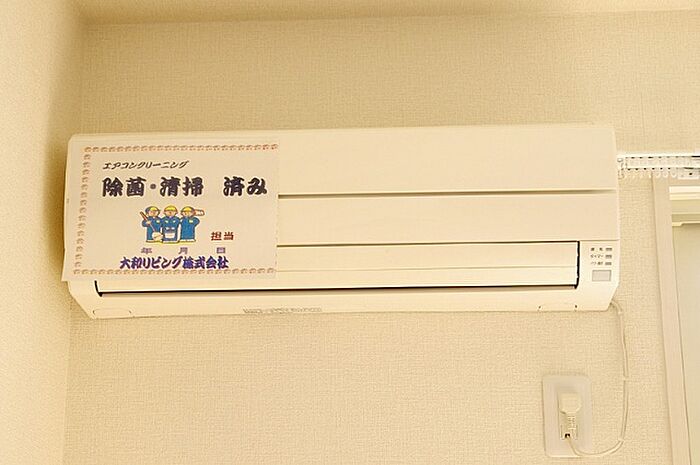 エアコンクリーニング
除菌・清掃 済み
担当
年 月 日
大和リビング株式会社